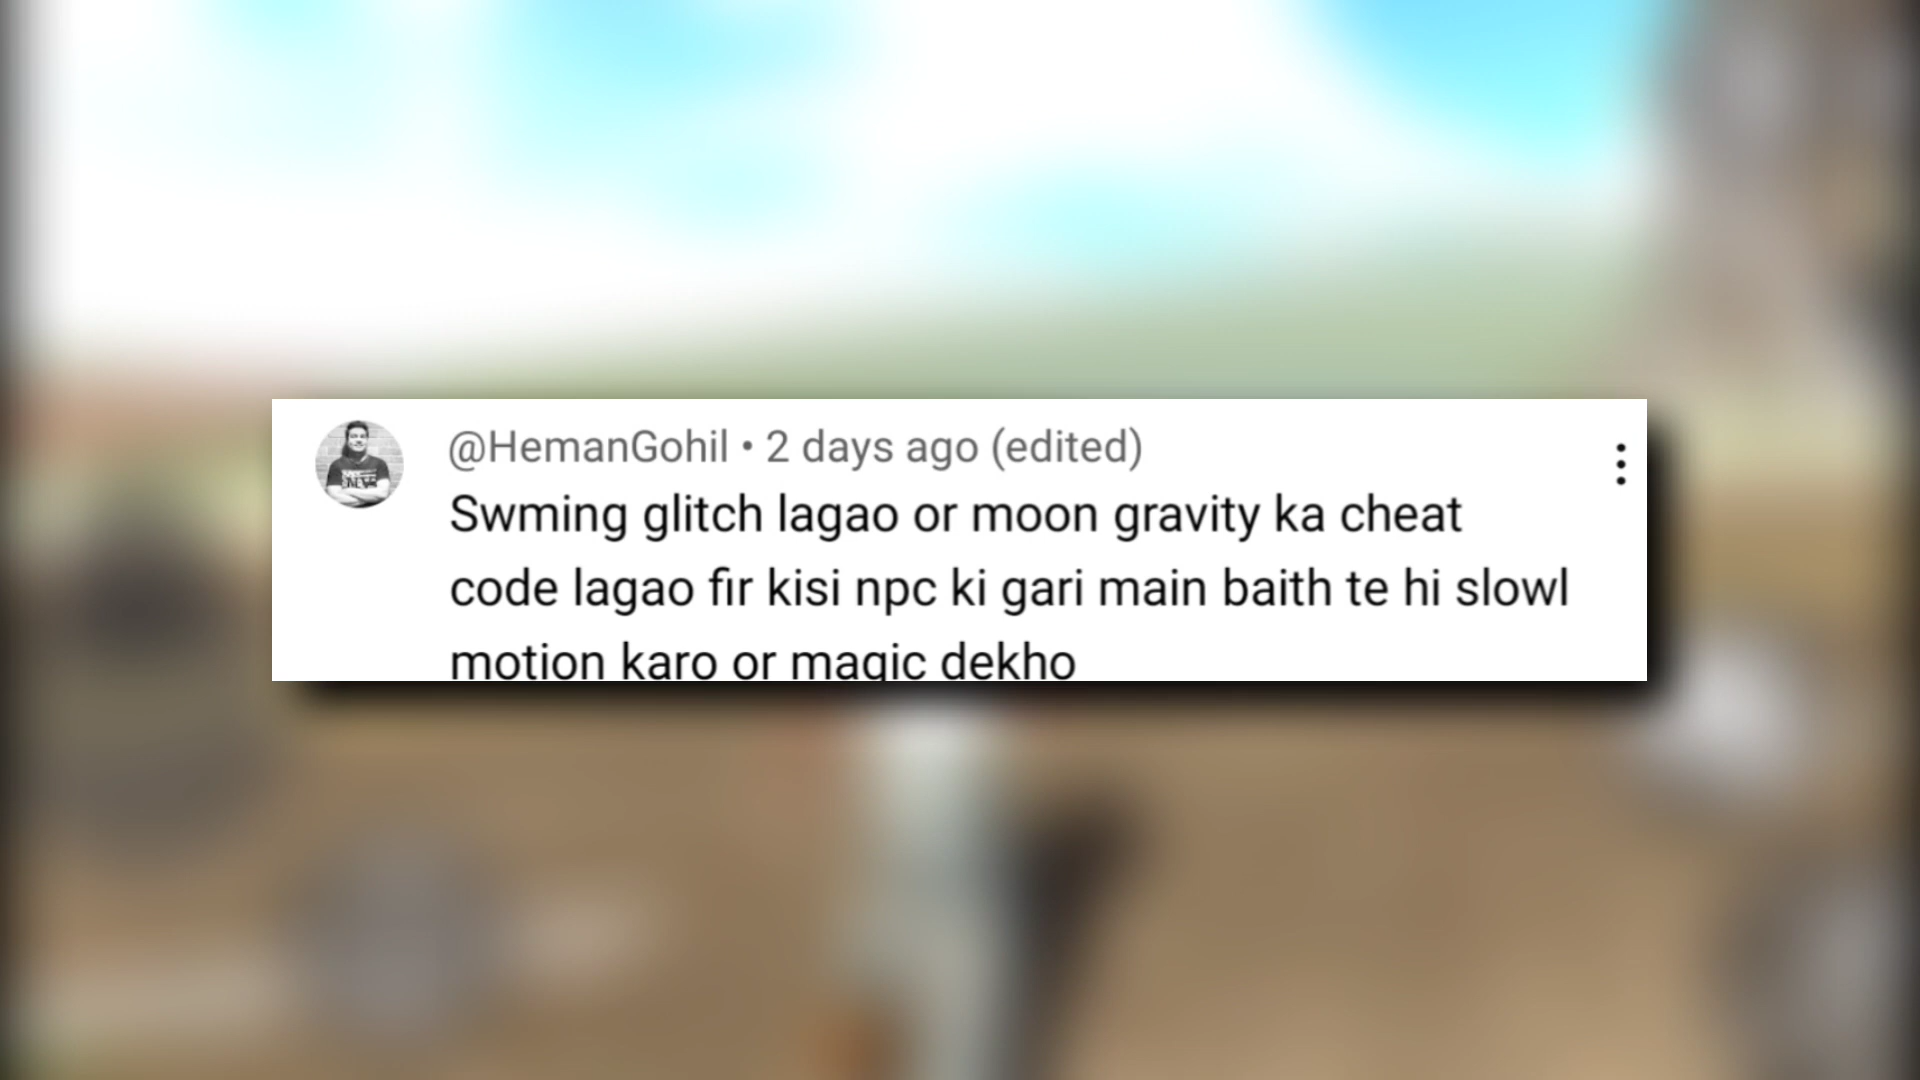 @HemanGohil • 2 days ago (edited)
Swming glitch lagao or moon gravity ka cheat
code lagao fir kisi npc ki gari main baith te hi slowl
motion karo or magic dekho